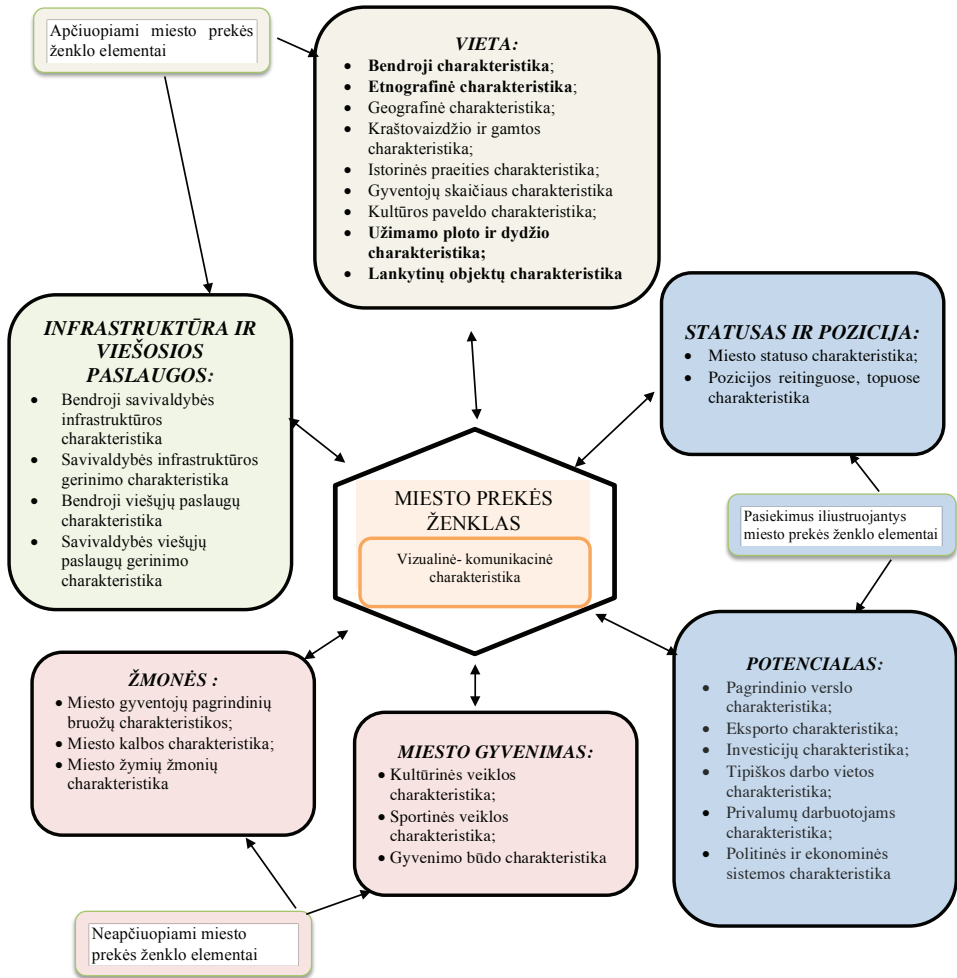 Apčiuopiami miesto prekės
ženklo elementai
VIETA:
• Bendroji charakteristika;
• Etnografinė charakteristika;
• Geografinė charakteristika;
• Kraštovaizdžio ir gamtos
charakteristika;
• Istorinės praeities charakteristika;
• Gyventojų skaičiaus charakteristika
• Kultūros paveldo charakteristika;
• Užimamo ploto ir dydžio
charakteristika;
• Lankytinų objektų charakteristika
INFRASTRUKTŪRA IR
VIEŠOSIOS
PASLAUGOS:
• Bendroji savivaldybės
infrastruktūros
charakteristika
• Savivaldybės infrastruktūros
gerinimo charakteristika
• Bendroji viešųjų paslaugų
charakteristika
• Savivaldybės viešųjų
paslaugų gerinimo
charakteristika
STATUSAS IR POZICIJA:
• Miesto statuso charakteristika;
• Pozicijos reitinguose, topuose
charakteristika
MIESTO PREKĖS
ŽENKLAS
Vizualinė- komunikacinė
charakteristika
Pasiekimus iliustruojantys
miesto prekės ženklo elementai
ŽMONĖS :
• Miesto gyventojų pagrindinių
bruožų charakteristikos;
• Miesto kalbos charakteristika;
• Miesto žymių žmonių
charakteristika
MIESTO GYVENIMAS:
• Kultūrinės veiklos
charakteristika;
• Sportinės veiklos
charakteristika;
• Gyvenimo būdo charakteristika
POTENCIALAS:
• Pagrindinio verslo
charakteristika;
• Eksporto charakteristika;
• Investicijų charakteristika;
• Tipiškos darbo vietos
charakteristika;
• Privalumų darbuotojams
charakteristika;
• Politinės ir ekonominės
sistemos charakteristika
Neapčiuopiami miesto
prekės ženklo elementai